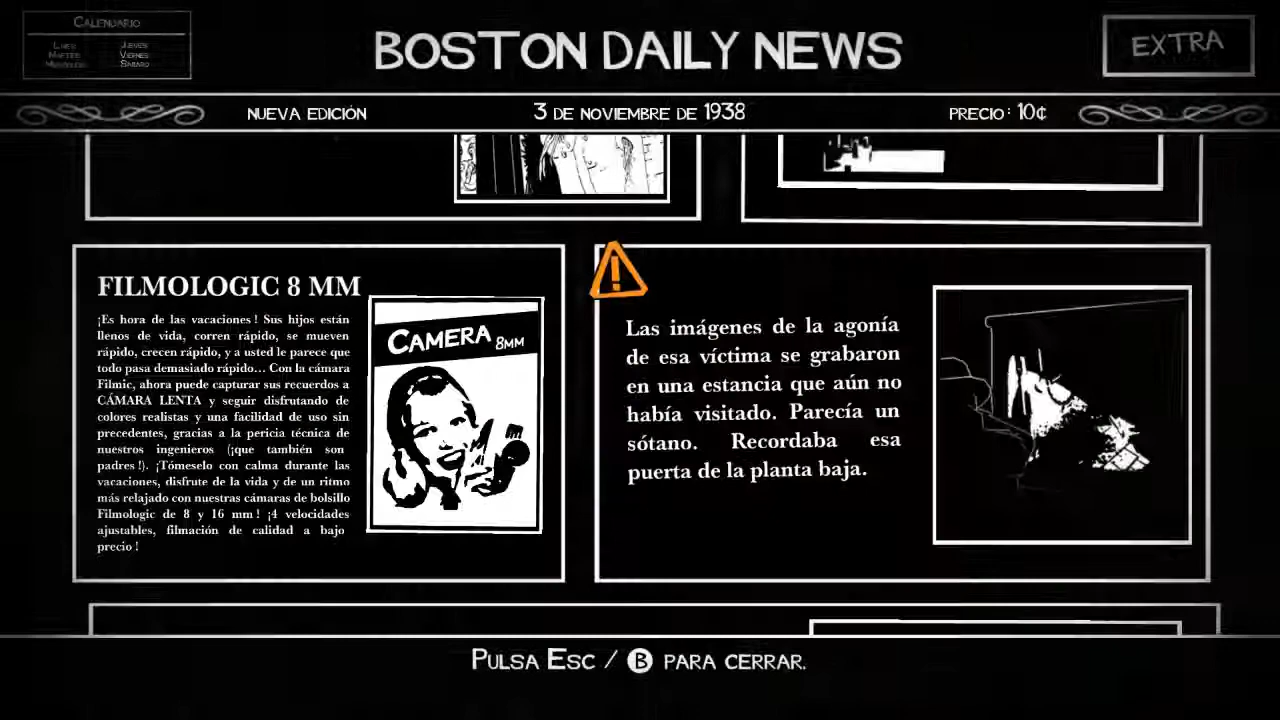 CALENDARIO
LUNES JUEVES
MARTES VIERNES
MIÉRCOLES SÁBADO
BOSTON DAILY NEWS
EXTRA
NUEVA EDICIÓN 3 DE NOVIEMBRE DE 1938 PRECIO: 10¢
FILMOLOGIC 8 MM
¡Es hora de las vacaciones! Sus hijos están
llenos de vida, corren rápido, se mueven
rápido, crecen rápido, y a usted le parece que
todo pasa demasiado rápido... Con la cámara
Filmic, ahora puede capturar sus recuerdos a
CÁMARA LENTA y seguir disfrutando de
colores realistas y una facilidad de uso sin
precedentes, gracias a la pericia técnica de
nuestros ingenieros (¡que también son
padres!). ¡Tómeselo con calma durante las
vacaciones, disfrute de la vida y de un ritmo
más relajado con nuestras cámaras de bolsillo
Filmologic de 8 y 16 mm! ¡4 velocidades
ajustables, filmación de calidad a bajo
precio!
CAMERA 8MM
Las imágenes de la agonía
de esa víctima se grabaron
en una estancia que aún no
había visitado. Parecía un
sótano. Recordaba esa
puerta de la planta baja.
PULSA ESC / B PARA CERRAR.